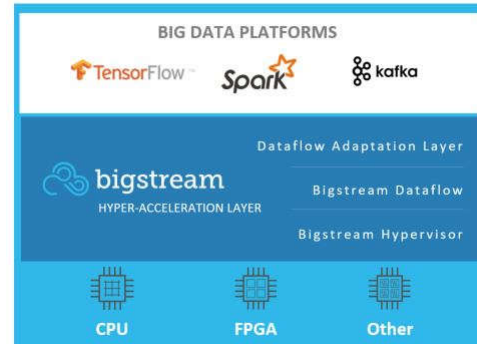 BIG DATA PLATFORMS
TensorFlow™
Spark
kafka
Dataflow Adaptation Layer
bigstream
HYPER-ACCELERATION LAYER
Bigstream Dataflow
Bigstream Hypervisor
CPU
FPGA
Other